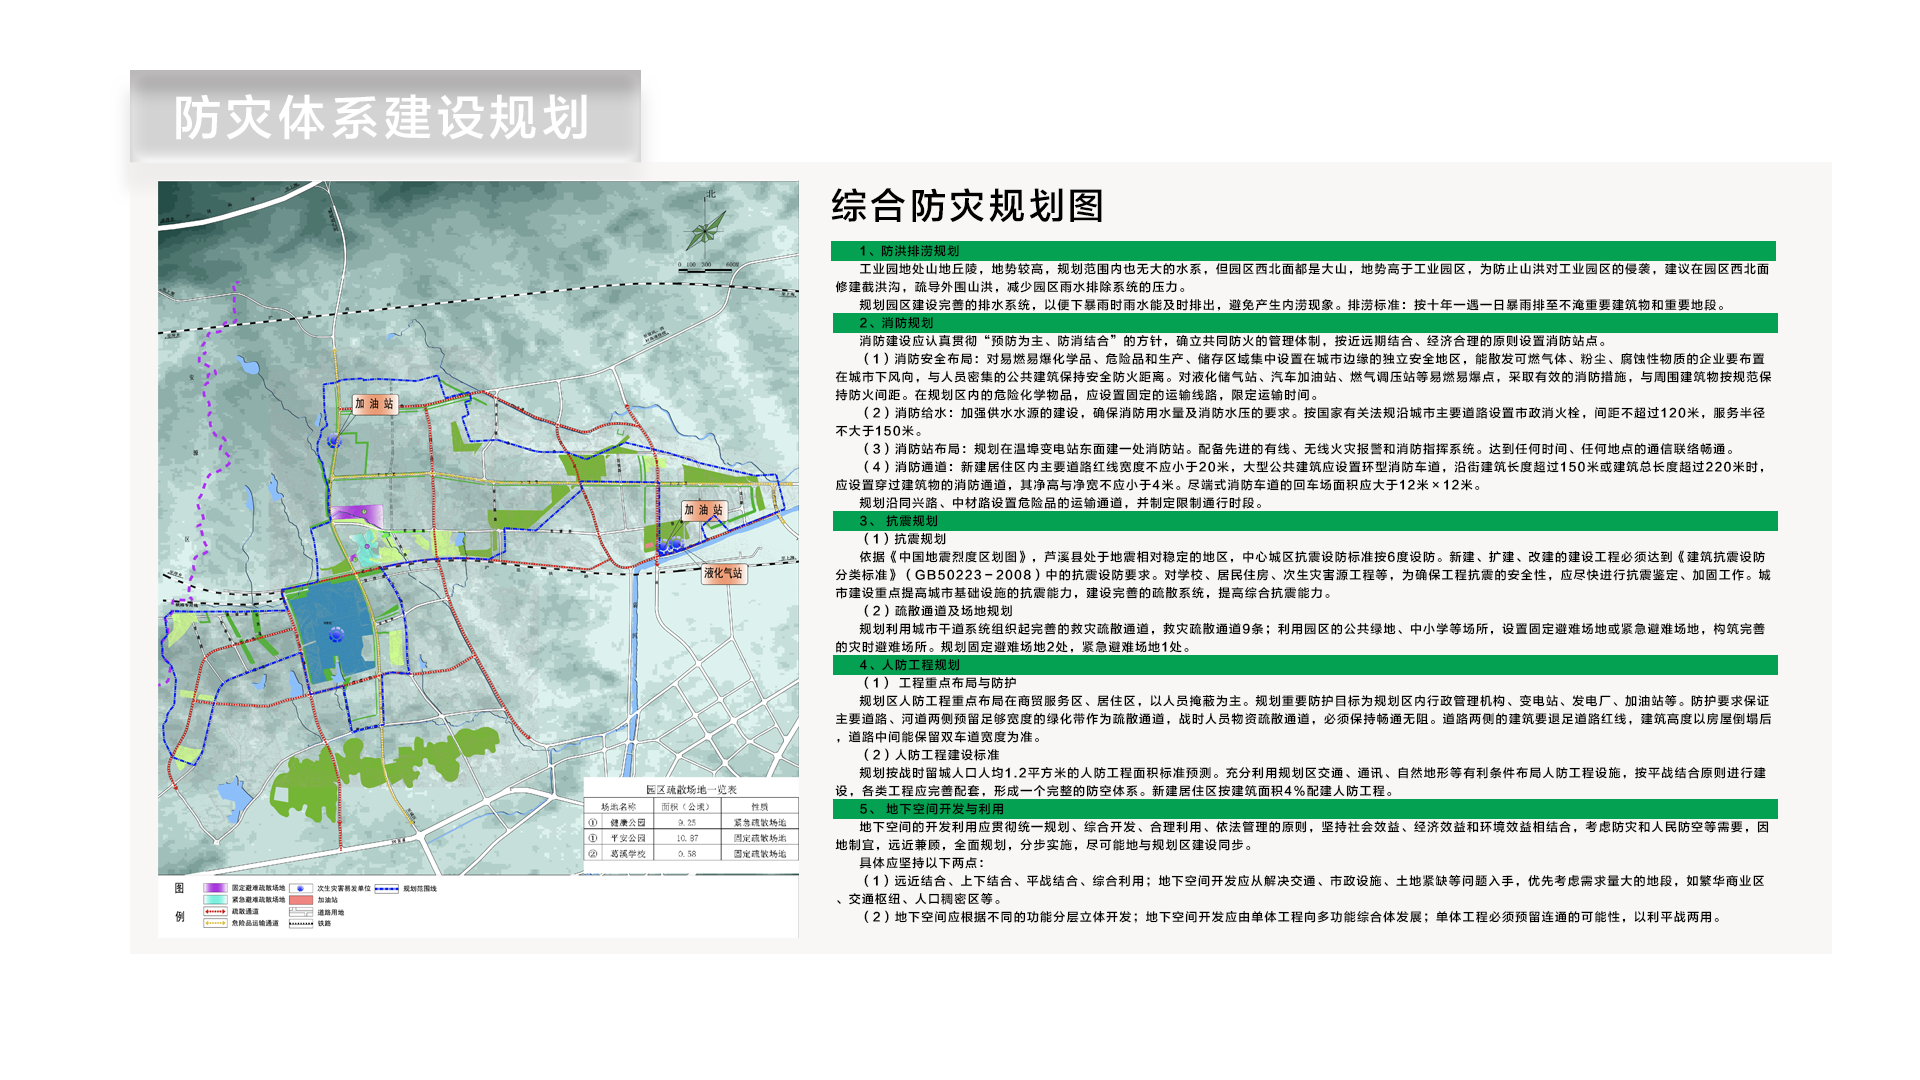 防灾体系建设规划
北
0 100 300 600M
加油站
加油站
液化气站
园区疏散场地一览表
场地名称 面积（公顷） 性质
① 健康公园 9.25 紧急疏散场地
① 平安公园 10.87 固定疏散场地
② 葛溪学校 0.58 固定疏散场地
图例
固定避难疏散场地 次生灾害易发单位 规划范围线
紧急避难疏散场地 加油站
疏散通道 道路用地
危险品运输通道 铁路
综合防灾规划图
1、防洪排涝规划
工业园地处山地丘陵，地势较高，规划范围内也无大的水系，但园区西北面都是大山，地势高于工业园区，为防止山洪对工业园区的侵袭，建议在园区西北面
修建截洪沟，疏导外围山洪，减少园区雨水排除系统的压力。
规划园区建设完善的排水系统，以便下暴雨时雨水能及时排出，避免产生内涝现象。排涝标准：按十年一遇一日暴雨排至不淹重要建筑物和重要地段。
2、消防规划
消防建设应认真贯彻“预防为主、防消结合”的方针，确立共同防火的管理体制，按近远期结合、经济合理的原则设置消防站点。
（1）消防安全布局：对易燃易爆化学品、危险品和生产、储存区域集中设置在城市边缘的独立安全地区，能散发可燃气体、粉尘、腐蚀性物质的企业要布置
在城市下风向，与人员密集的公共建筑保持安全防火距离。对液化储气站、汽车加油站、燃气调压站等易燃易爆点，采取有效的消防措施，与周围建筑物按规范保
持防火间距。在规划区内的危险化学物品，应设置固定的运输线路，限定运输时间。
（2）消防给水：加强供水水源的建设，确保消防用水量及消防水压的要求。按国家有关法规沿城市主要道路设置市政消火栓，间距不超过120米，服务半径
不大于150米。
（3）消防站布局：规划在温埠变电站东面建一处消防站。配备先进的有线、无线火灾报警和消防指挥系统。达到任何时间、任何地点的通信联络畅通。
（4）消防通道：新建居住区内主要道路红线宽度不应小于20米，大型公共建筑应设置环型消防车道，沿街建筑长度超过150米或建筑总长度超过220米时，
应设置穿过建筑物的消防通道，其净高与净宽不应小于4米。尽端式消防车道的回车场面积应大于12米×12米。
规划沿同兴路、中材路设置危险品的运输通道，并制定限制通行时段。
3、 抗震规划
（1）抗震规划
依据《中国地震烈度区划图》，芦溪县处于地震相对稳定的地区，中心城区抗震设防标准按6度设防。新建、扩建、改建的建设工程必须达到《建筑抗震设防
分类标准》（GB50223－2008）中的抗震设防要求。对学校、居民住房、次生灾害源工程等，为确保工程抗震的安全性，应尽快进行抗震鉴定、加固工作。城
市建设重点提高城市基础设施的抗震能力，建设完善的疏散系统，提高综合抗震能力。
（2）疏散通道及场地规划
规划利用城市干道系统组织起完善的救灾疏散通道，救灾疏散通道9条；利用园区的公共绿地、中小学等场所，设置固定避难场地或紧急避难场地，构筑完善
的灾时避难场所。规划固定避难场地2处，紧急避难场地1处。
4、人防工程规划
（1） 工程重点布局与防护
规划区人防工程重点布局在商贸服务区、居住区，以人员掩蔽为主。规划重要防护目标为规划区内行政管理机构、变电站、发电厂、加油站等。防护要求保证
主要道路、河道两侧预留足够宽度的绿化带作为疏散通道，战时人员物资疏散通道，必须保持畅通无阻。道路两侧的建筑要退足道路红线，建筑高度以房屋倒塌后
，道路中间能保留双车道宽度为准。
（2）人防工程建设标准
规划按战时留城人口人均1.2平方米的人防工程面积标准预测。充分利用规划区交通、通讯、自然地形等有利条件布局人防工程设施，按平战结合原则进行建
设，各类工程应完善配套，形成一个完整的防空体系。新建居住区按建筑面积4％配建人防工程。
5、 地下空间开发与利用
地下空间的开发利用应贯彻统一规划、综合开发、合理利用、依法管理的原则，坚持社会效益、经济效益和环境效益相结合，考虑防灾和人民防空等需要，因
地制宜，远近兼顾，全面规划，分步实施，尽可能地与规划区建设同步。
具体应坚持以下两点：
（1）远近结合、上下结合、平战结合、综合利用；地下空间开发应从解决交通、市政设施、土地紧缺等问题入手，优先考虑需求量大的地段，如繁华商业区
、交通枢纽、人口稠密区等。
（2）地下空间应根据不同的功能分层立体开发；地下空间开发应由单体工程向多功能综合体发展；单体工程必须预留连通的可能性，以利平战两用。